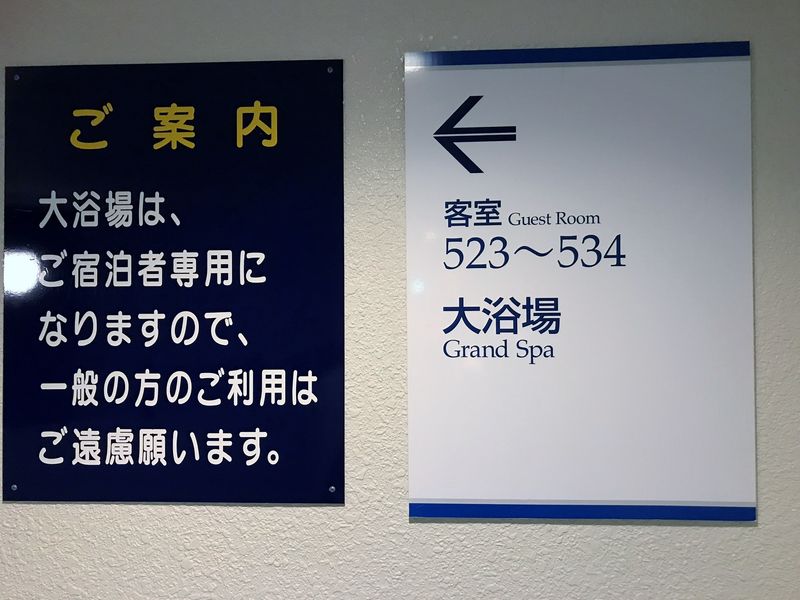 ご案内
大浴場は、
ご宿泊者専用に
なりますので、
一般の方のご利用は
ご遠慮願います。
客室 Guest Room
523～534
大浴場
Grand Spa